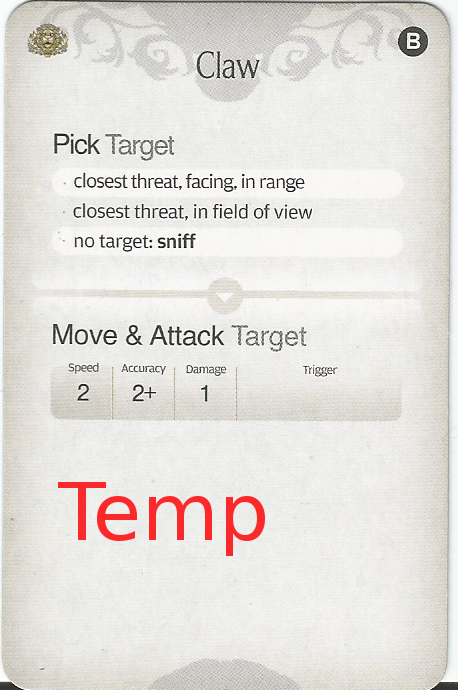 B
Claw
Pick Target
· closest threat, facing, in range
· closest threat, in field of view
· no target: sniff
Move & Attack Target
Speed Accuracy Damage Trigger
2 2+ 1
Temp